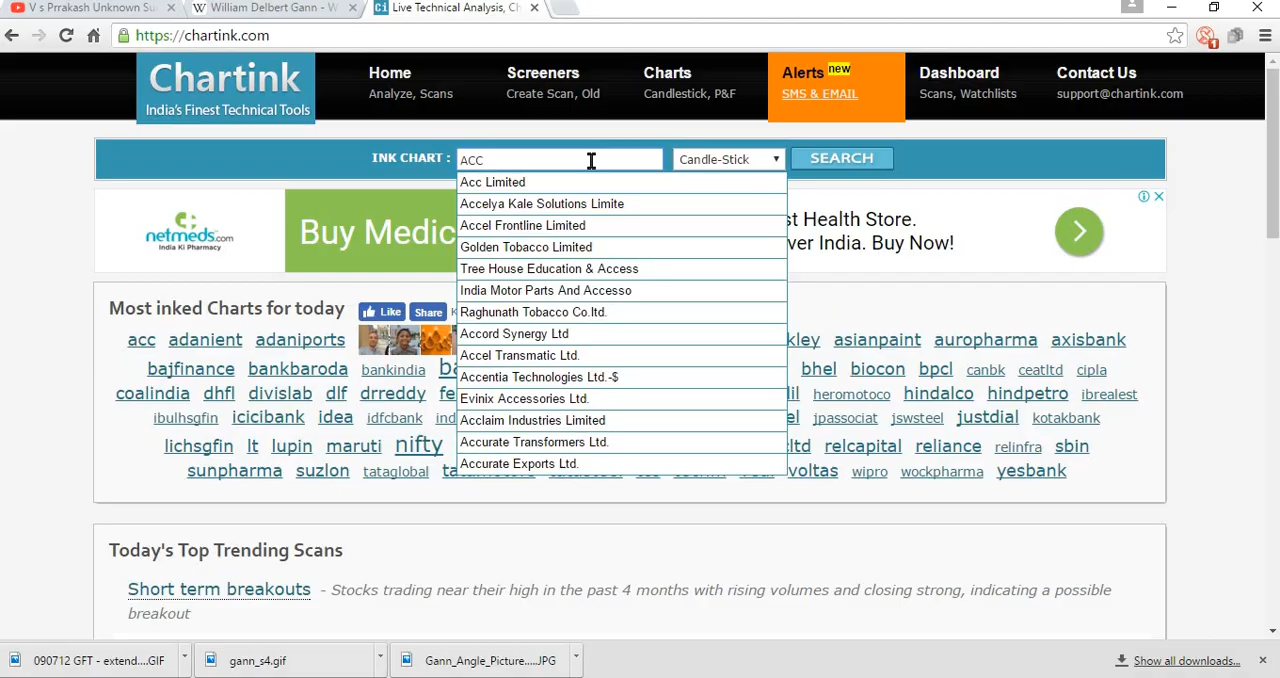 V s Prrakash Unknown Su
William Delbert Gann - W
Live Technical Analysis, Ch
https://chartink.com
Chartink
India's Finest Technical Tools
Home
Analyze, Scans
Screeners
Create Scan, Old
Charts
Candlestick, P&F
Alerts new
SMS & EMAIL
Dashboard
Scans, Watchlists
Contact Us
support@chartink.com
INK CHART : ACC Candle-Stick SEARCH
Acc Limited
Accelya Kale Solutions Limite
Accel Frontline Limited
Golden Tobacco Limited
Tree House Education & Access
India Motor Parts And Accesso
Raghunath Tobacco Co.ltd.
Accord Synergy Ltd
Accel Transmatic Ltd.
Accentia Technologies Ltd.-$
Evinix Accessories Ltd.
Acclaim Industries Limited
Accurate Transformers Ltd.
Accurate Exports Ltd.
netmeds.com
India Ki Pharmacy
Buy Medic
st Health Store.
ver India. Buy Now!
Most inked Charts for today Like Share
acc adanient adaniports kley asianpaint auropharma axisbank
bajfinance bankbaroda bankindia bhel biocon bpcl canbk ceatltd cipla
coalindia dhfl divislab dlf drreddy fe il heromotoco hindalco hindpetro ibrealest
ibulhsgfin icicibank idea idfcbank ind el jpassociat jswsteel justdial kotakbank
lichsgfin lt lupin maruti nifty cltd relcapital reliance relinfra sbin
sunpharma suzlon tataglobal voltas wipro wockpharma yesbank
Today's Top Trending Scans
Short term breakouts - Stocks trading near their high in the past 4 months with rising volumes and closing strong, indicating a possible
breakout
090712 GFT - extend....GIF
gann_s4.gif
Gann_Angle_Picture.....JPG
Show all downloads...